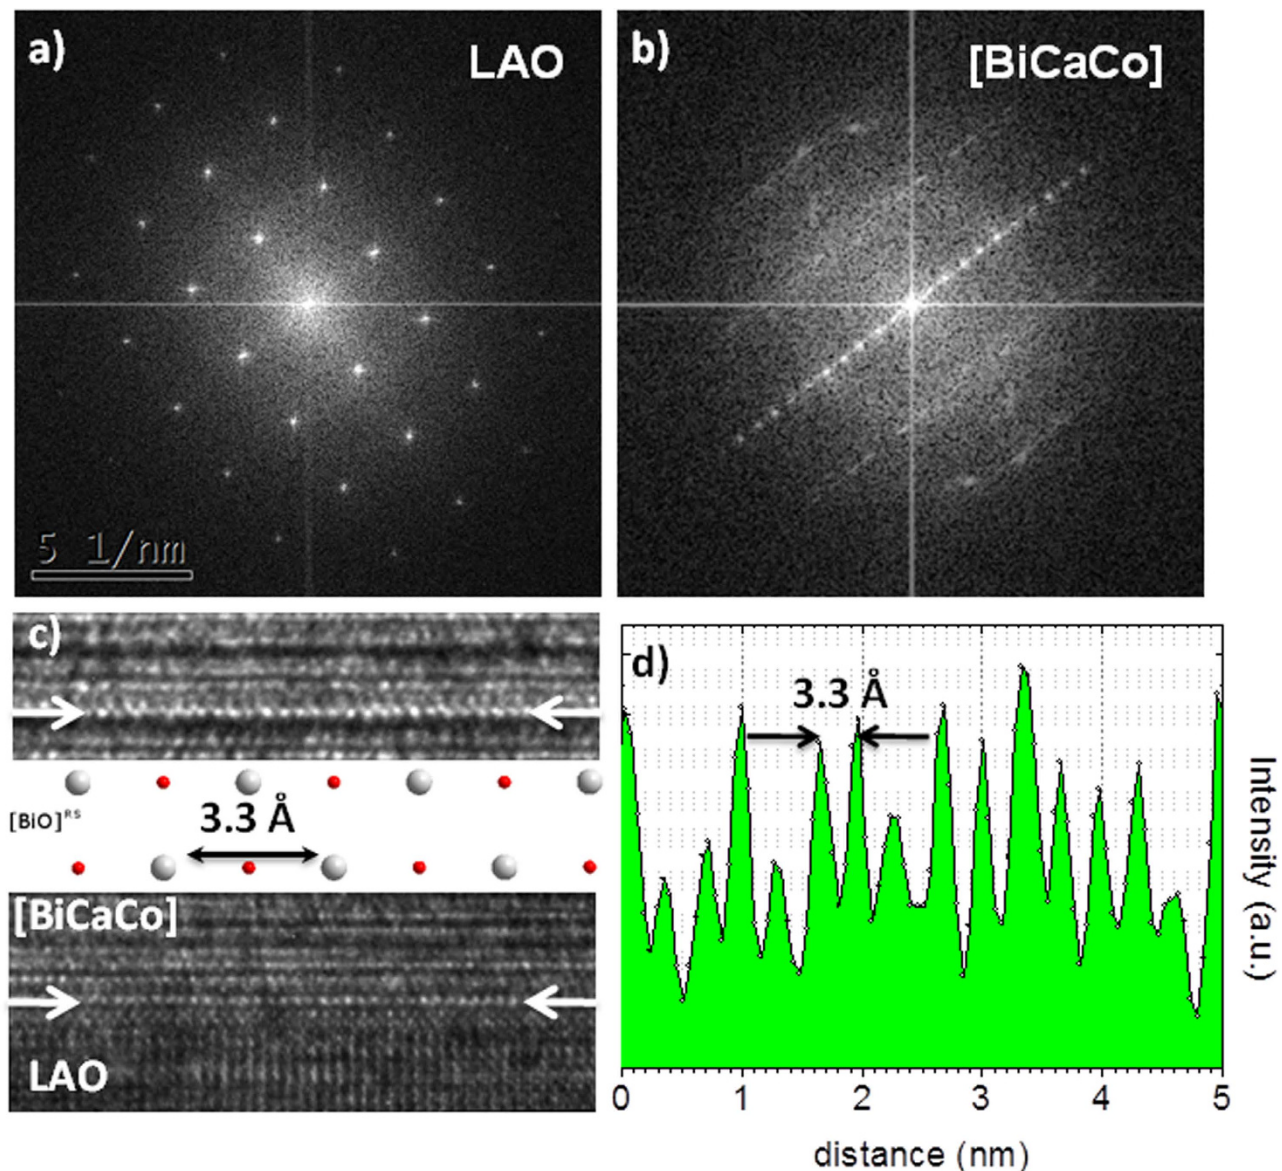 a)
LAO
5 1/nm
b)
[BiCaCo]
c)
[BiO]ᴿˢ
3.3 Å
[BiCaCo]
LAO
d)
3.3 Å
Intensity (a.u.)
0 1 2 3 4 5
distance (nm)